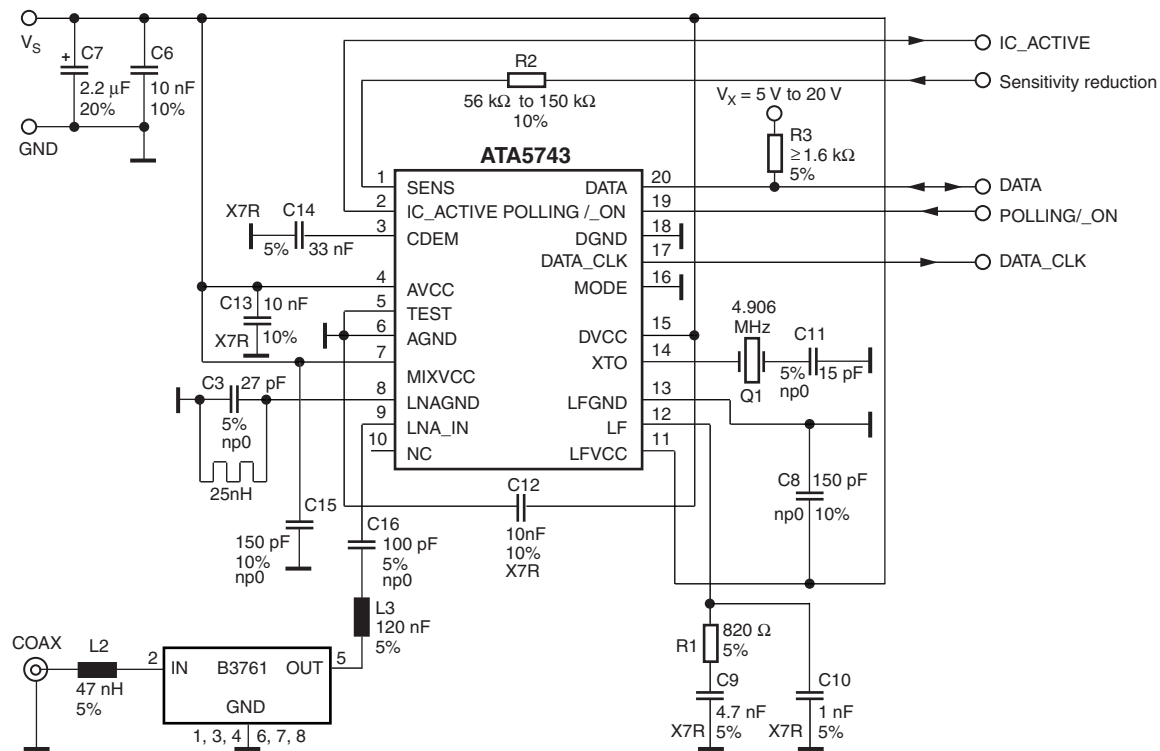 V_S
C7
+
2.2 µF
20%
C6
10 nF
10%
GND
R2
56 kΩ to 150 kΩ
10%
IC_ACTIVE
Sensitivity reduction
V_X = 5 V to 20 V
R3
≥1.6 kΩ
5%
ATA5743
1
SENS
DATA
20
DATA
2
IC_ACTIVE POLLING /_ON
19
POLLING/_ON
X7R
C14
5%
33 nF
3
CDEM
DGND
18
DATA_CLK
17
DATA_CLK
4
AVCC
MODE
16
C13
10 nF
10%
X7R
5
TEST
6
AGND
DVCC
15
7
MIXVCC
XTO
14
4.906
MHz
Q1
C11
5%
np0
15 pF
C3
27 pF
5%
np0
25nH
8
LNAGND
LFGND
13
9
LNA_IN
LF
12
10
NC
LFVCC
11
C8
150 pF
np0
10%
C15
150 pF
10%
np0
C12
10nF
10%
X7R
C16
100 pF
5%
np0
L3
120 nF
5%
COAX
L2
47 nH
5%
2
IN
B3761
OUT
5
GND
1, 3, 4
6, 7, 8
R1
820 Ω
5%
C9
4.7 nF
X7R
5%
C10
1 nF
X7R
5%